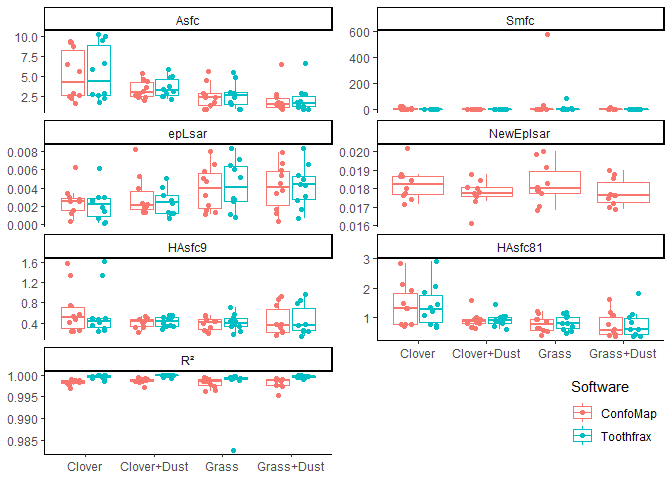 Asfc
Smfc
10.0
7.5
5.0
2.5
600
400
200
0
epLsar
NewEplsar
0.008
0.006
0.004
0.002
0.000
0.020
0.019
0.018
0.017
0.016
HAsfc9
HAsfc81
1.6
1.2
0.8
0.4
3
2
1
Clover
Clover+Dust
Grass
Grass+Dust
R²
1.000
0.995
0.990
0.985
Clover
Clover+Dust
Grass
Grass+Dust
Software
ConfoMap
Toothfrax